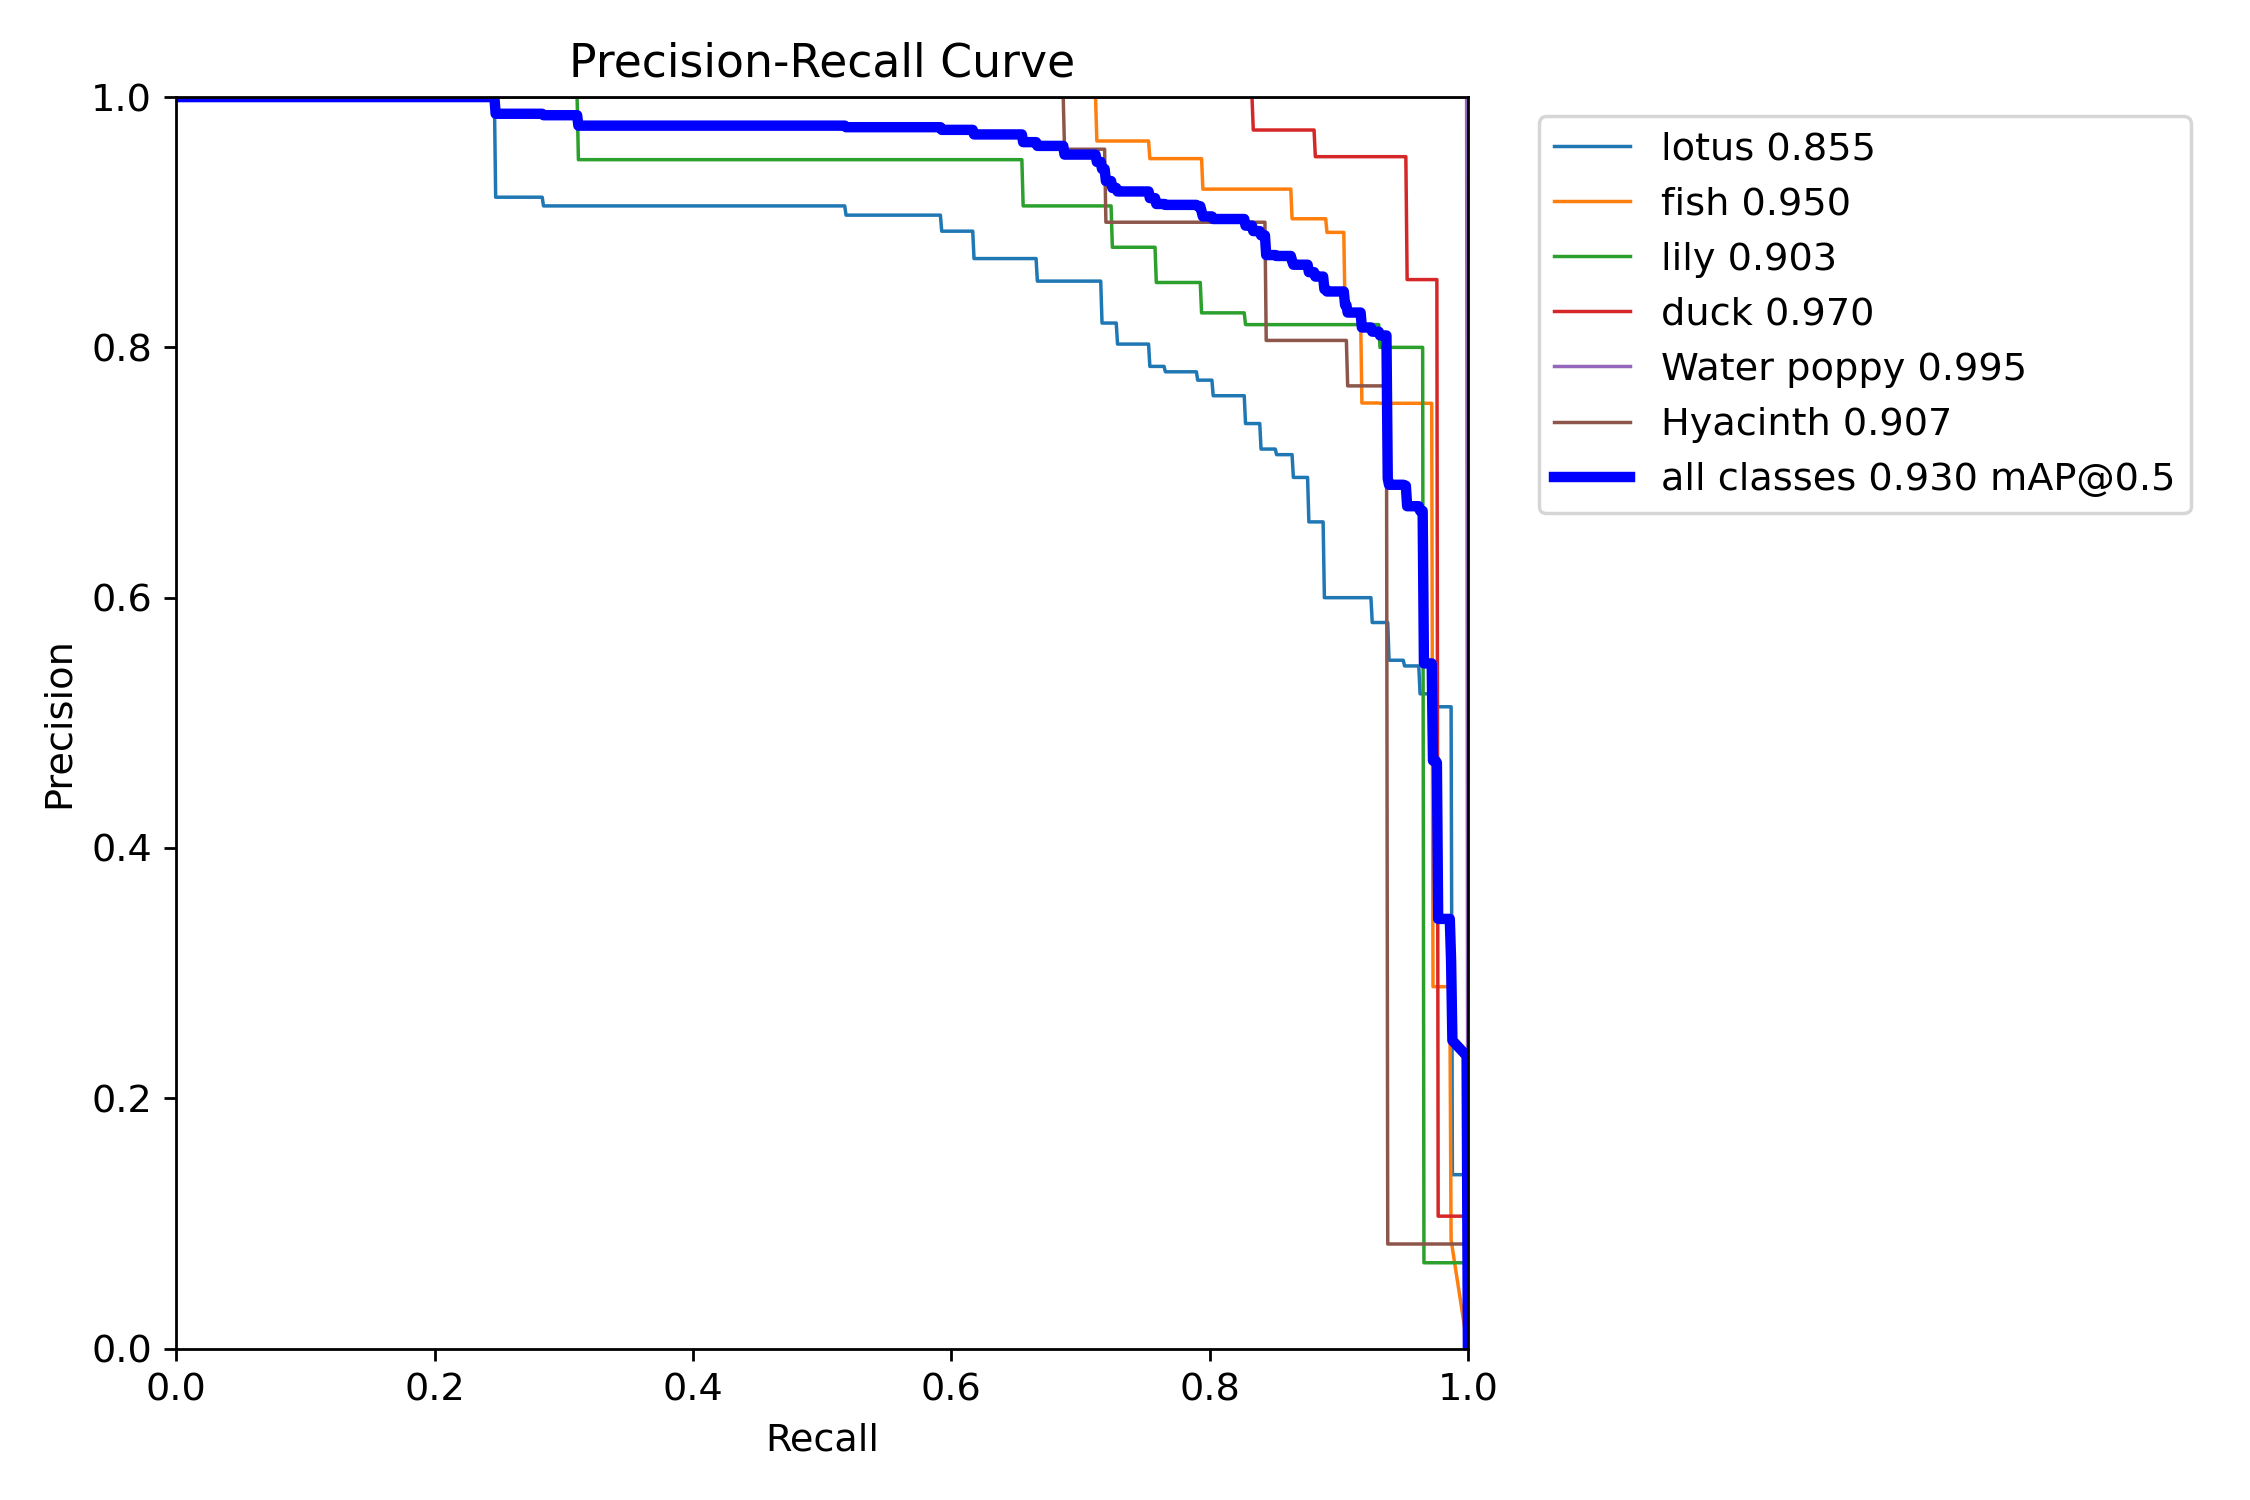 Precision-Recall Curve
1.0
0.8
0.6
0.4
0.2
0.0
Precision
0.0 0.2 0.4 0.6 0.8 1.0
Recall
lotus 0.855
fish 0.950
lily 0.903
duck 0.970
Water poppy 0.995
Hyacinth 0.907
all classes 0.930 mAP@0.5